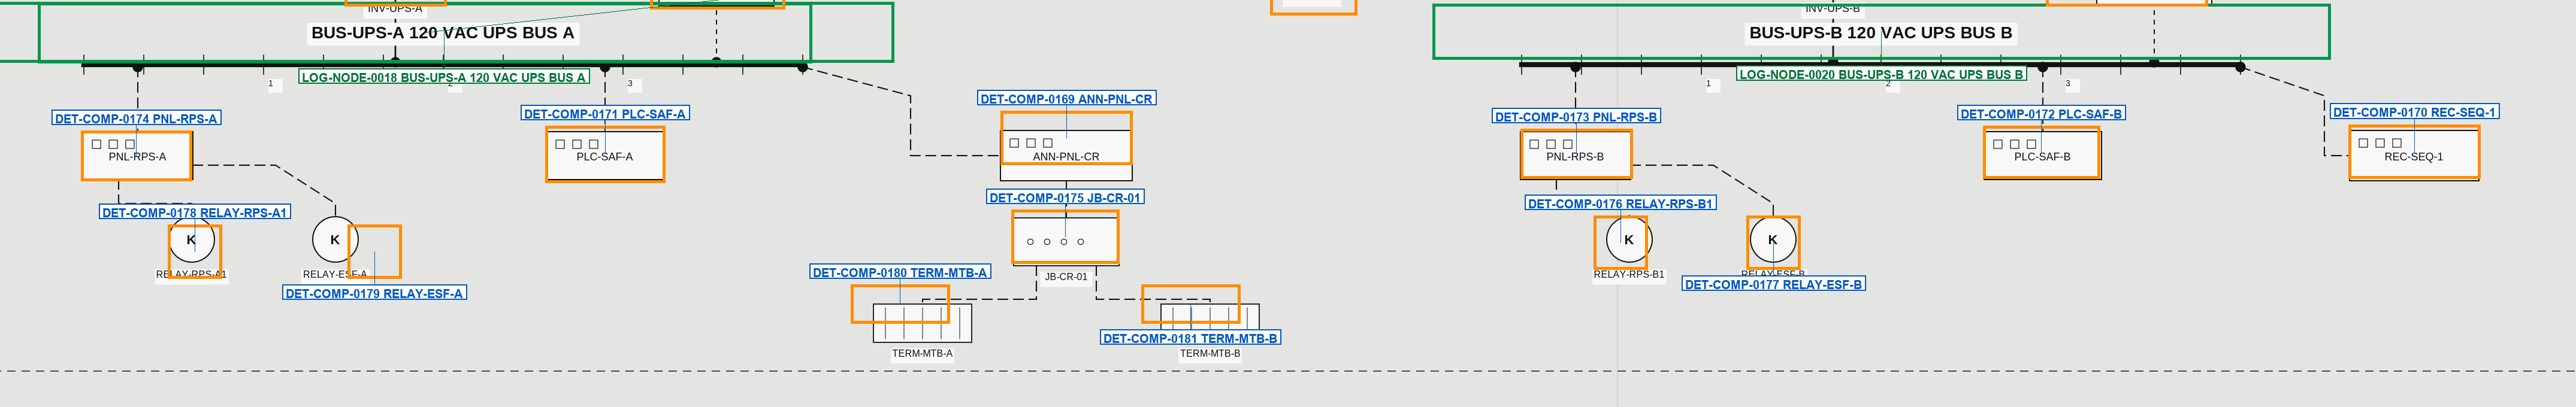 INV-UPS-A
INV-UPS-B
BUS-UPS-A 120 VAC UPS BUS A
BUS-UPS-B 120 VAC UPS BUS B
LOG-NODE-0018 BUS-UPS-A 120 VAC UPS BUS A
LOG-NODE-0020 BUS-UPS-B 120 VAC UPS BUS B
1
2
3
1
2
3
DET-COMP-0174 PNL-RPS-A
DET-COMP-0171 PLC-SAF-A
DET-COMP-0169 ANN-PNL-CR
DET-COMP-0173 PNL-RPS-B
DET-COMP-0172 PLC-SAF-B
DET-COMP-0170 REC-SEQ-1
PNL-RPS-A
PLC-SAF-A
ANN-PNL-CR
PNL-RPS-B
PLC-SAF-B
REC-SEQ-1
DET-COMP-0178 RELAY-RPS-A1
DET-COMP-0175 JB-CR-01
DET-COMP-0176 RELAY-RPS-B1
K
K
K
K
RELAY-RPS-A1
RELAY-ESF-A
JB-CR-01
RELAY-RPS-B1
RELAY-ESF-B
DET-COMP-0179 RELAY-ESF-A
DET-COMP-0180 TERM-MTB-A
DET-COMP-0177 RELAY-ESF-B
DET-COMP-0181 TERM-MTB-B
TERM-MTB-A
TERM-MTB-B